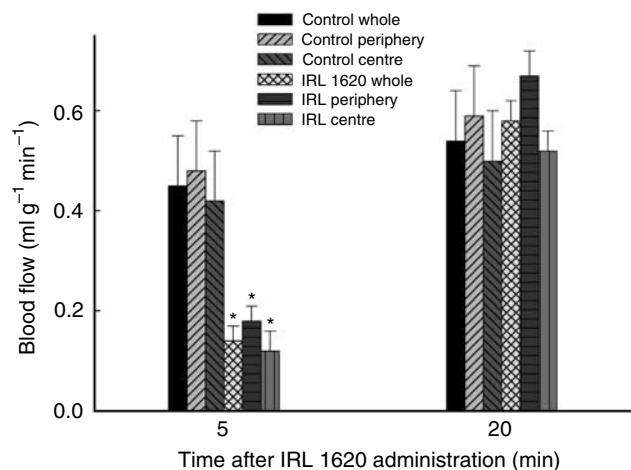 Control whole
Control periphery
Control centre
IRL 1620 whole
IRL periphery
IRL centre
Blood flow (ml g⁻¹ min⁻¹)
0.6
0.4
0.2
0.0
* * *
5 20
Time after IRL 1620 administration (min)